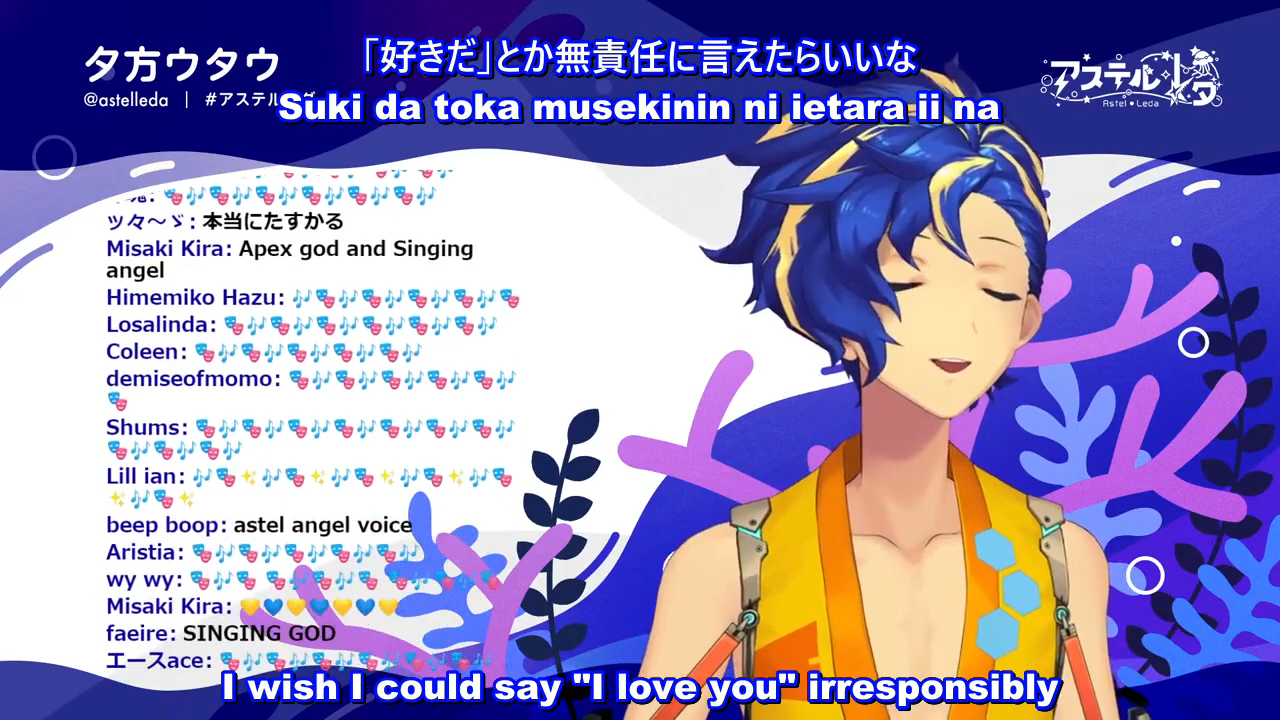 「好きだ」とか無責任に言えたらいいな
夕方ウタウ
アステルレダ
Astel • Leda
@astelleda | #アステル
Suki da toka musekinin ni ietara ii na
ッ々〜ゞ: 本当にたすかる
Misaki Kira: Apex god and Singing
angel
Himemiko Hazu: 🎶🎭🎶🎭🎶🎭🎶🎭🎶🎭
Losalinda: 🎭🎶🎭🎶🎭🎶🎭🎶🎭🎶🎭🎶
Coleen: 🎭🎶🎭🎶🎭🎶🎭🎶🎭🎶
demiseofmomo: 🎭🎶🎭🎶🎭🎶🎭🎶🎭🎶
🎭
Shums: 🎭🎶🎭🎶🎭🎶🎭🎶🎭🎶🎭🎶🎭🎶
🎭🎶🎭🎶🎭🎶
Lill ian: 🎶🎭✨🎶🎭✨🎶🎭✨🎶🎭✨🎶🎭
✨🎶🎭✨
beep boop: astel angel voice
Aristia: 🎭🎶🎭🎶🎭🎶🎭🎶🎭🎶
wy wy: 🎭🎶🎭 🎭🎶🎭🎶🎭 🎭🎶🎭🎶🎭
Misaki Kira: 💛💙💛💙💛💙💛
faeire: SINGING GOD
エースace: 🎭🎶🎭🎶🎭🎶🎭🎶🎭🎶🎭🎶
I wish I could say "I love you" irresponsibly